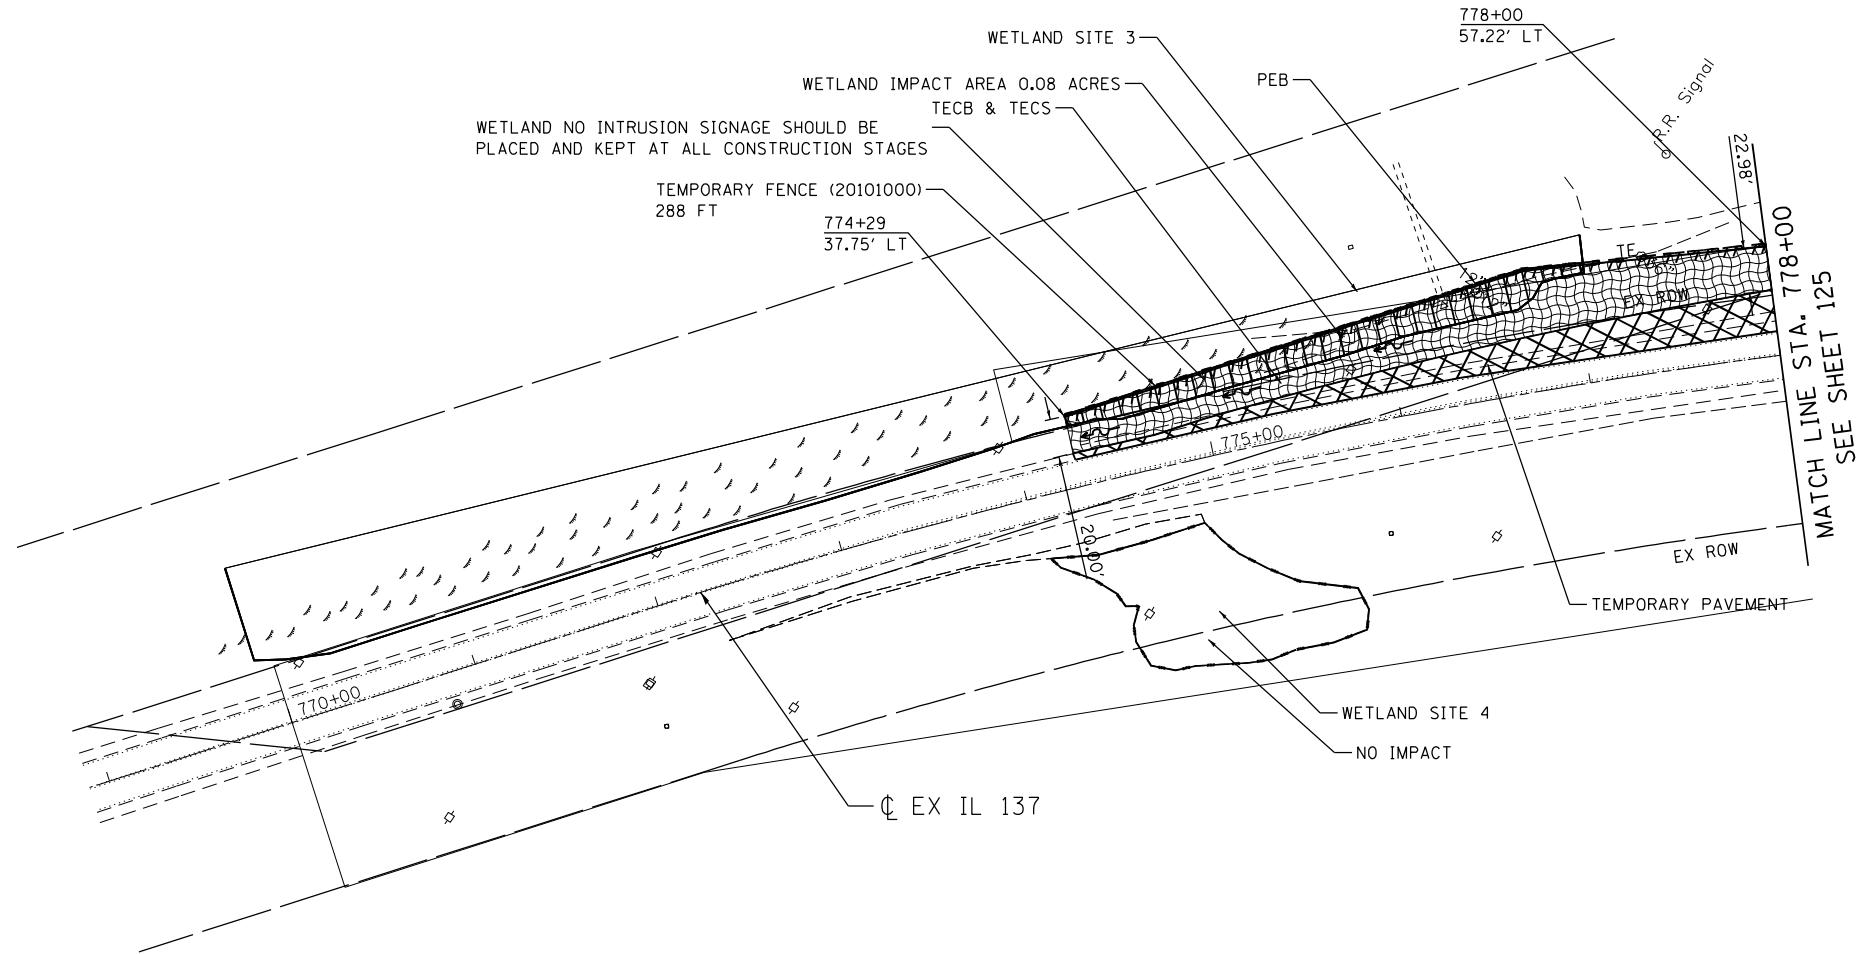 778+00
57.22' LT
WETLAND SITE 3
WETLAND IMPACT AREA 0.08 ACRES
PEB
TECB & TECS
WETLAND NO INTRUSION SIGNAGE SHOULD BE
PLACED AND KEPT AT ALL CONSTRUCTION STAGES
R.R. Signal
22.98'
TEMPORARY FENCE (20101000)
288 FT
774+29
37.75' LT
TE
EX ROW
MATCH LINE STA. 778+00
SEE SHEET 125
775+00
20.00'
EX ROW
TEMPORARY PAVEMENT
770+00
WETLAND SITE 4
NO IMPACT
℄ EX IL 137